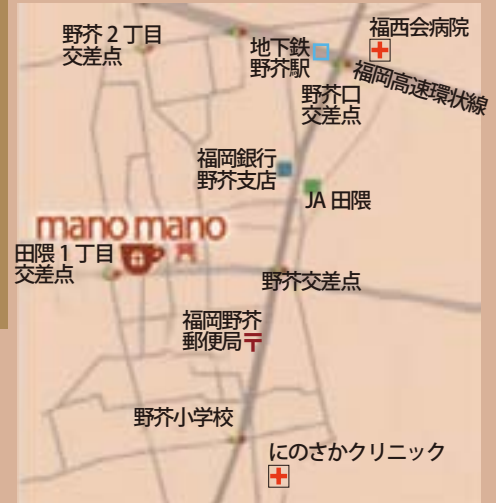 野芥２丁目
交差点
福西会病院
地下鉄
野芥駅
福岡高速環状線
野芥口
交差点
福岡銀行
野芥支店
JA 田隈
mano mano
田隈１丁目
交差点
野芥交差点
福岡野芥
郵便局〒
野芥小学校
にのさかクリニック